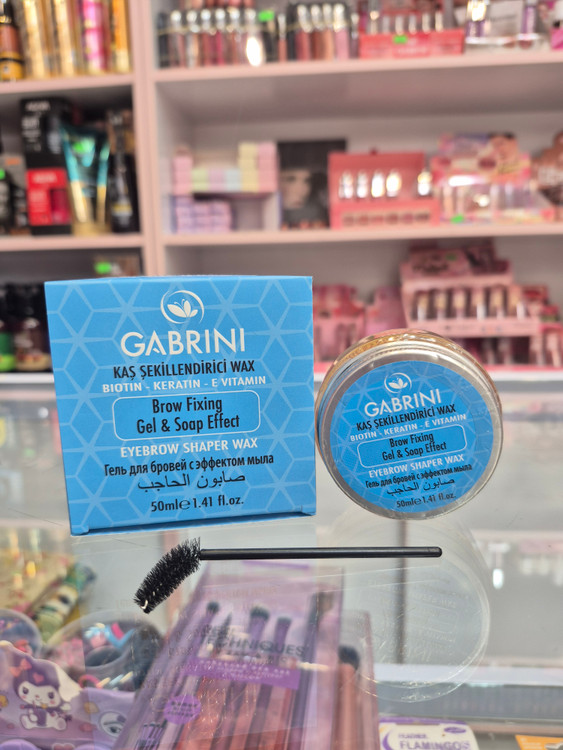 GABRINI
KAŞ ŞEKİLLENDİRİCİ WAX
BIOTIN - KERATIN - E VITAMIN
Brow Fixing
Gel & Soap Effect
EYEBROW SHAPER WAX
Гель для бровей с эффектом мыла
صابون الحاجب
50ml℮1.41 fl.oz.
GABRINI
KAŞ ŞEKİLLENDİRİCİ WAX
BIOTIN - KERATIN - E VITAMIN
Brow Fixing
Gel & Soap Effect
EYEBROW SHAPER WAX
Гель для бровей с эффектом мыла
صابون الحاجب
50ml℮1.41 fl.oz.
TECHNIQUES
FLAMINGO